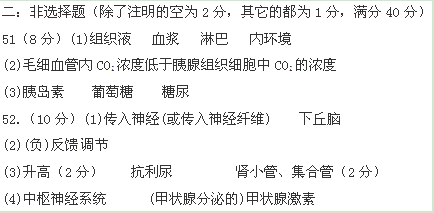 二：非选择题（除了注明的空为2分，其它的都为1分，满分40分）
51（8分）(1)组织液 血浆 淋巴 内环境
(2)毛细血管内CO₂浓度低于胰腺组织细胞中CO₂的浓度
(3)胰岛素 葡萄糖 糖尿
52.（10分）(1)传入神经(或传入神经纤维) 下丘脑
(2)(负)反馈调节
(3)升高（2分） 抗利尿 肾小管、集合管（2分）
(4)中枢神经系统 (甲状腺分泌的)甲状腺激素